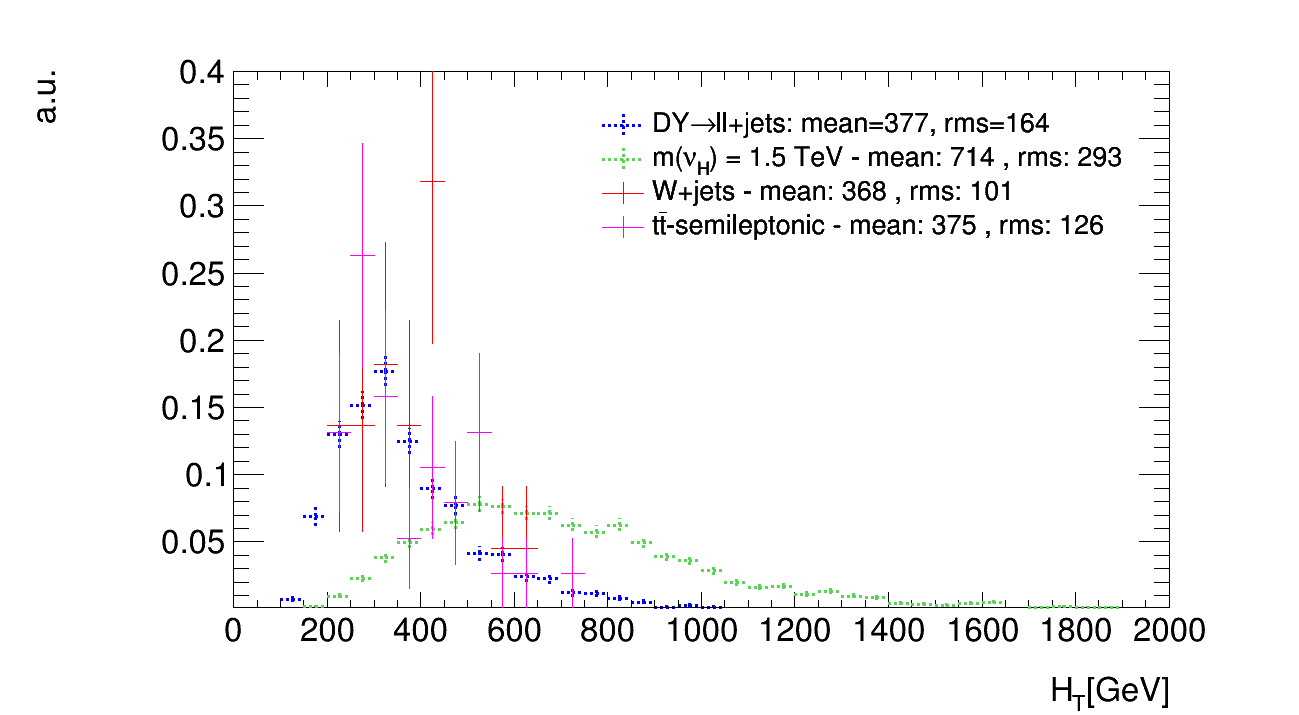 a.u.
0.4
0.35
0.3
0.25
0.2
0.15
0.1
0.05
DY→ll+jets: mean=377, rms=164
m(νH) = 1.5 TeV - mean: 714 , rms: 293
W+jets - mean: 368 , rms: 101
tt̄-semileptonic - mean: 375 , rms: 126
0 200 400 600 800 1000 1200 1400 1600 1800 2000
HT[GeV]